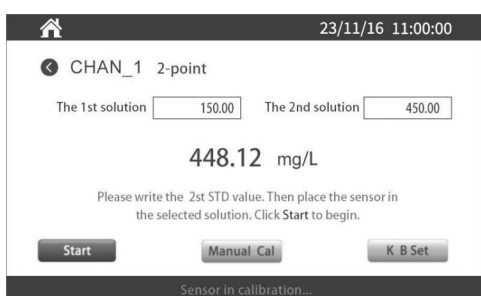 23/11/16 11:00:00
CHAN_1 2-point
The 1st solution 150.00 The 2nd solution 450.00
448.12 mg/L
Please write the 2st STD value. Then place the sensor in
the selected solution. Click Start to begin.
Start Manual Cal K B Set
Sensor in calibration...